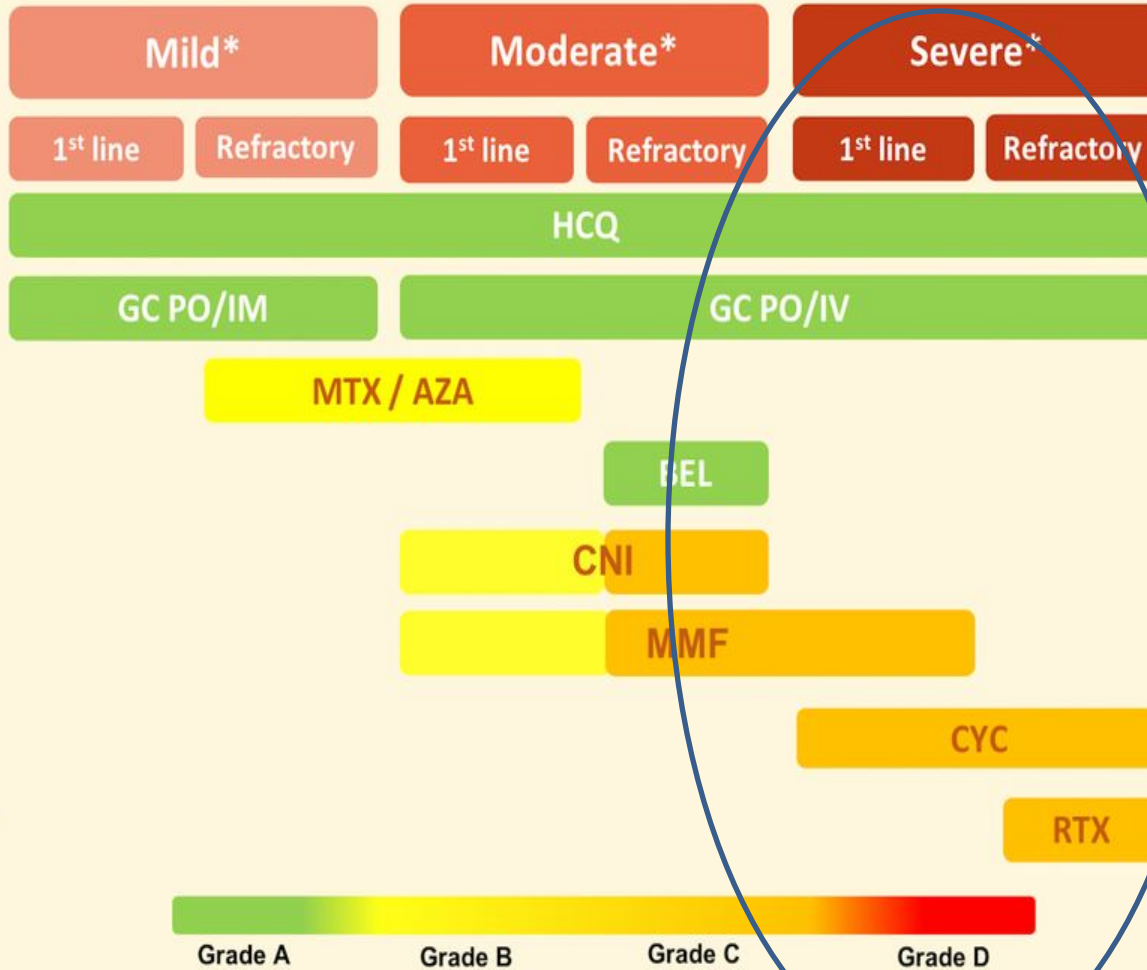 Mild* Moderate* Severe*
1st line Refractory 1st line Refractory 1st line Refractory
HCQ
GC PO/IM GC PO/IV
MTX / AZA
BEL
CNI
MMF
CYC
RTX
Grade A Grade B Grade C Grade D